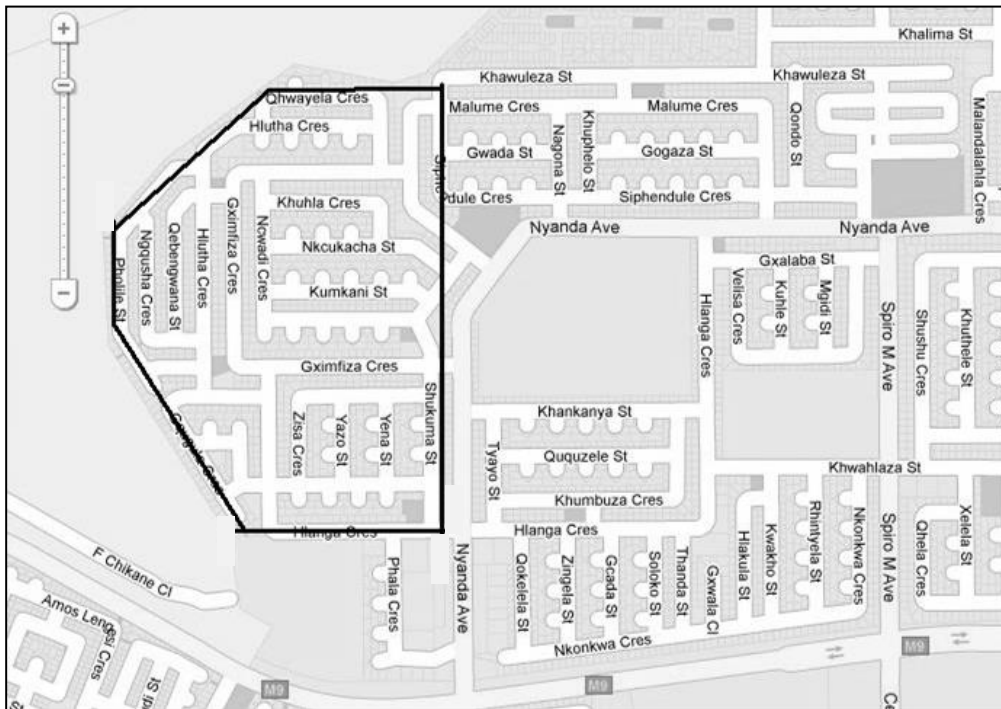 Khalima St
Khawuleza St
Khawuleza St
Qhwayela Cres
Malume Cres
Malume Cres
Hlutha Cres
Nagona St
Khuphelo St
Qondo St
Malandalahla Cres
Gwada St
Gogaza St
Siphe
dule Cres
Siphendule Cres
Khuhla Cres
Nyanda Ave
Nyanda Ave
Nkcukacha St
Gxalaba St
Pholile St
Ngqusha Cres
Qebengwana St
Hlutha Cres
Gximfiza Cres
Nowadi Cres
Kumkani St
Hlanga Cres
Velisa Cres
Kuhle St
Mgidi St
Spiro M Ave
Shushu Cres
Khuthele St
Gximfiza Cres
Shukuma St
Khankanya St
Zisa Cres
Yazo St
Yena St
Tyayo St
Ququzele St
Khwahlaza St
Khumbuza Cres
Hlanga Cres
Hlanga Cres
F Chikane Cl
Phala Cres
Nyanda Ave
Qokelela St
Zingela St
Gcada St
Soloko St
Thanda St
Gxwala Cl
Hlakula St
Kwakho St
Rhintyela St
Nkonkwa Cres
Spiro M Ave
Qhela Cres
Xelela St
Nkonkwa Cres
M9
M9
M9